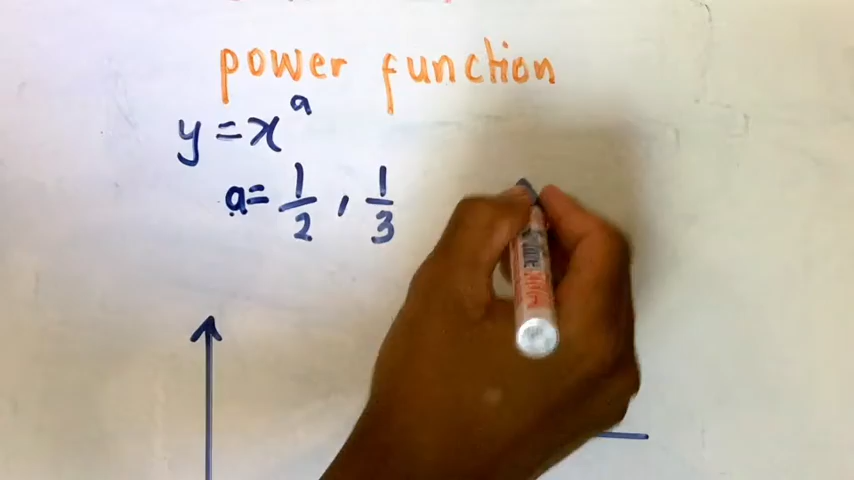 power function
y = x^a
a = 1/2 , 1/3